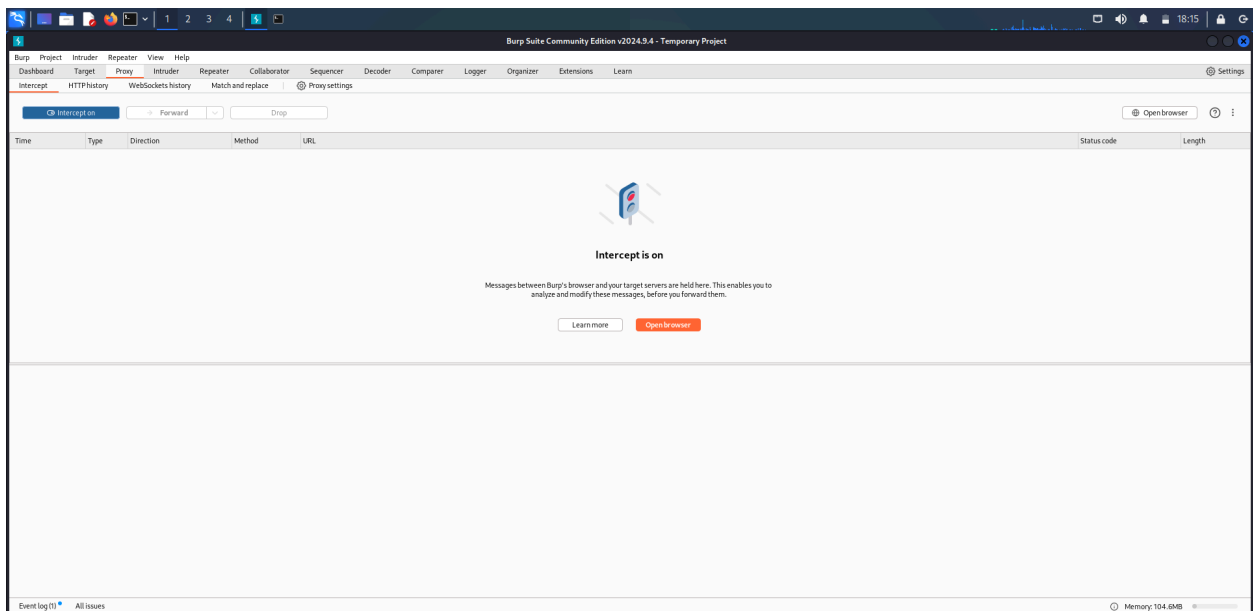 1 2 3 4 18:15
Burp Suite Community Edition v2024.9.4 - Temporary Project
Burp Project Intruder Repeater View Help
Dashboard Target Proxy Intruder Repeater Collaborator Sequencer Decoder Comparer Logger Organizer Extensions Learn Settings
Intercept HTTP history WebSockets history Match and replace Proxy settings
Intercept on Forward Drop Open browser
Time Type Direction Method URL Status code Length
Intercept is on
Messages between Burp's browser and your target servers are held here. This enables you to
analyze and modify these messages, before you forward them.
Learn more Open browser
Event log (1) All issues Memory: 104.6MB